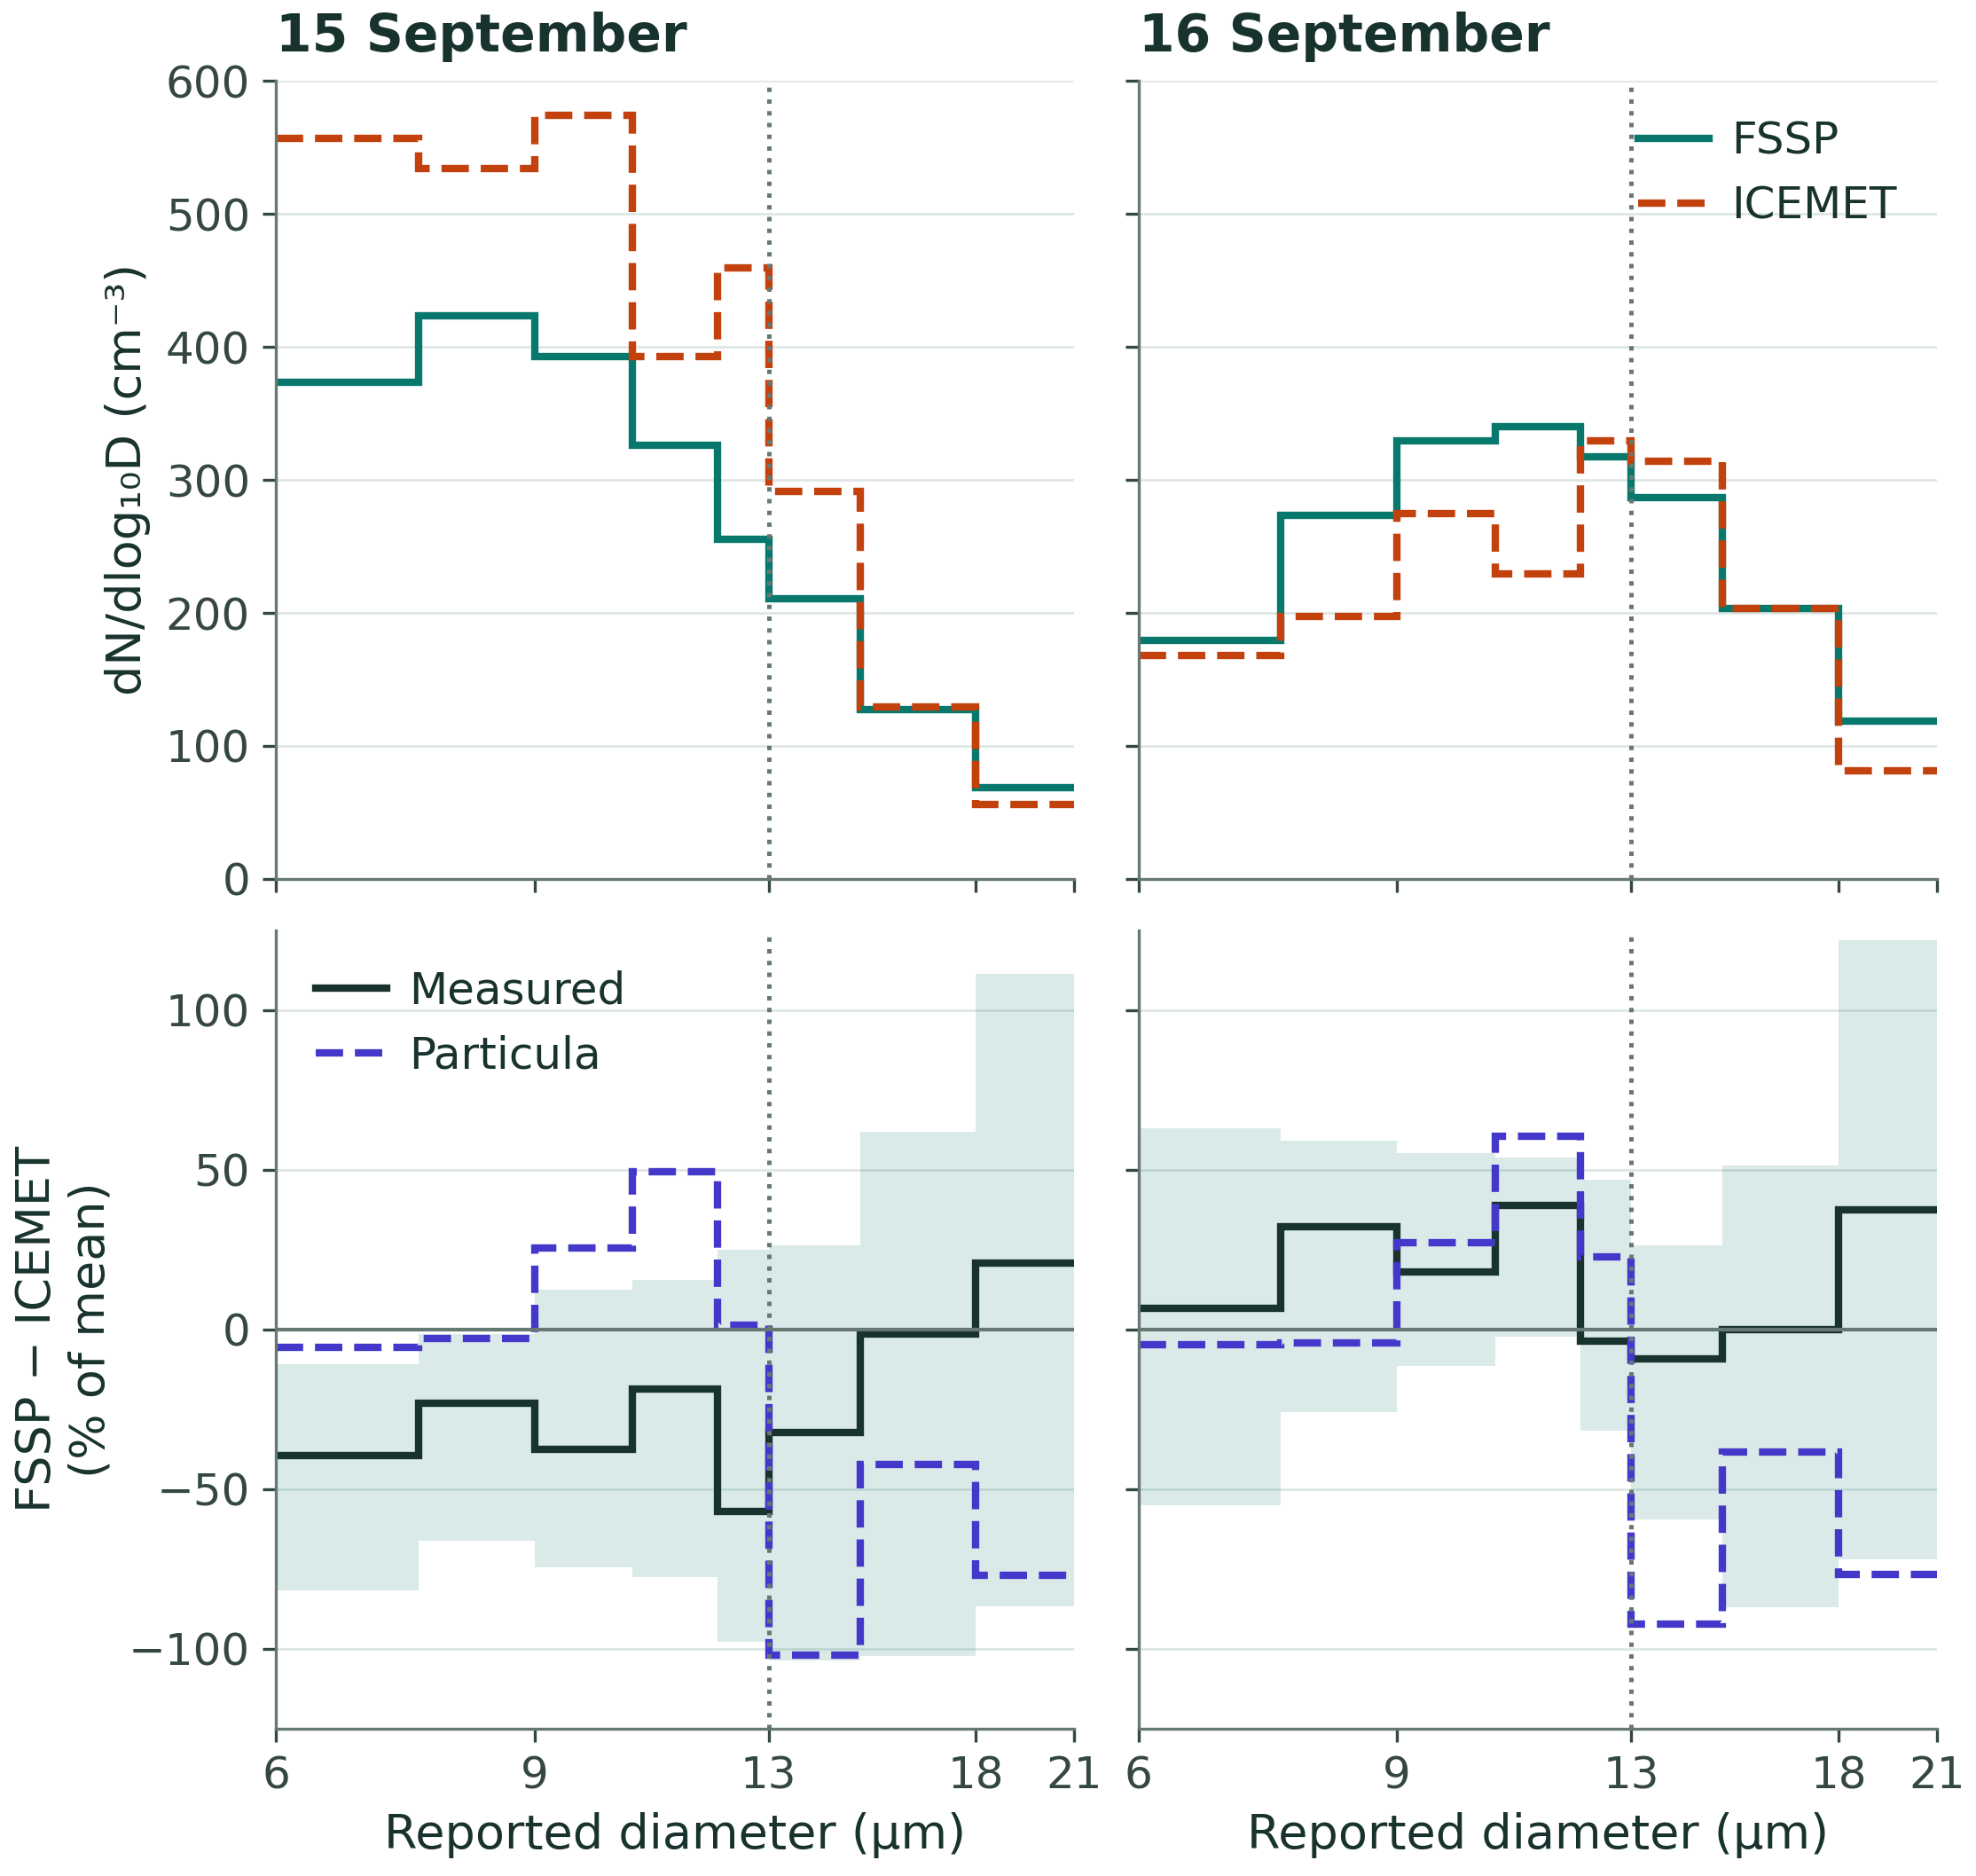 15 September
16 September
600
500
400
300
200
100
0
dN/dlog₁₀D (cm⁻³)
FSSP
ICEMET
100
50
0
−50
−100
FSSP − ICEMET
(% of mean)
Measured
Particula
6 9 13 18 21
6 9 13 18 21
Reported diameter (μm)
Reported diameter (μm)